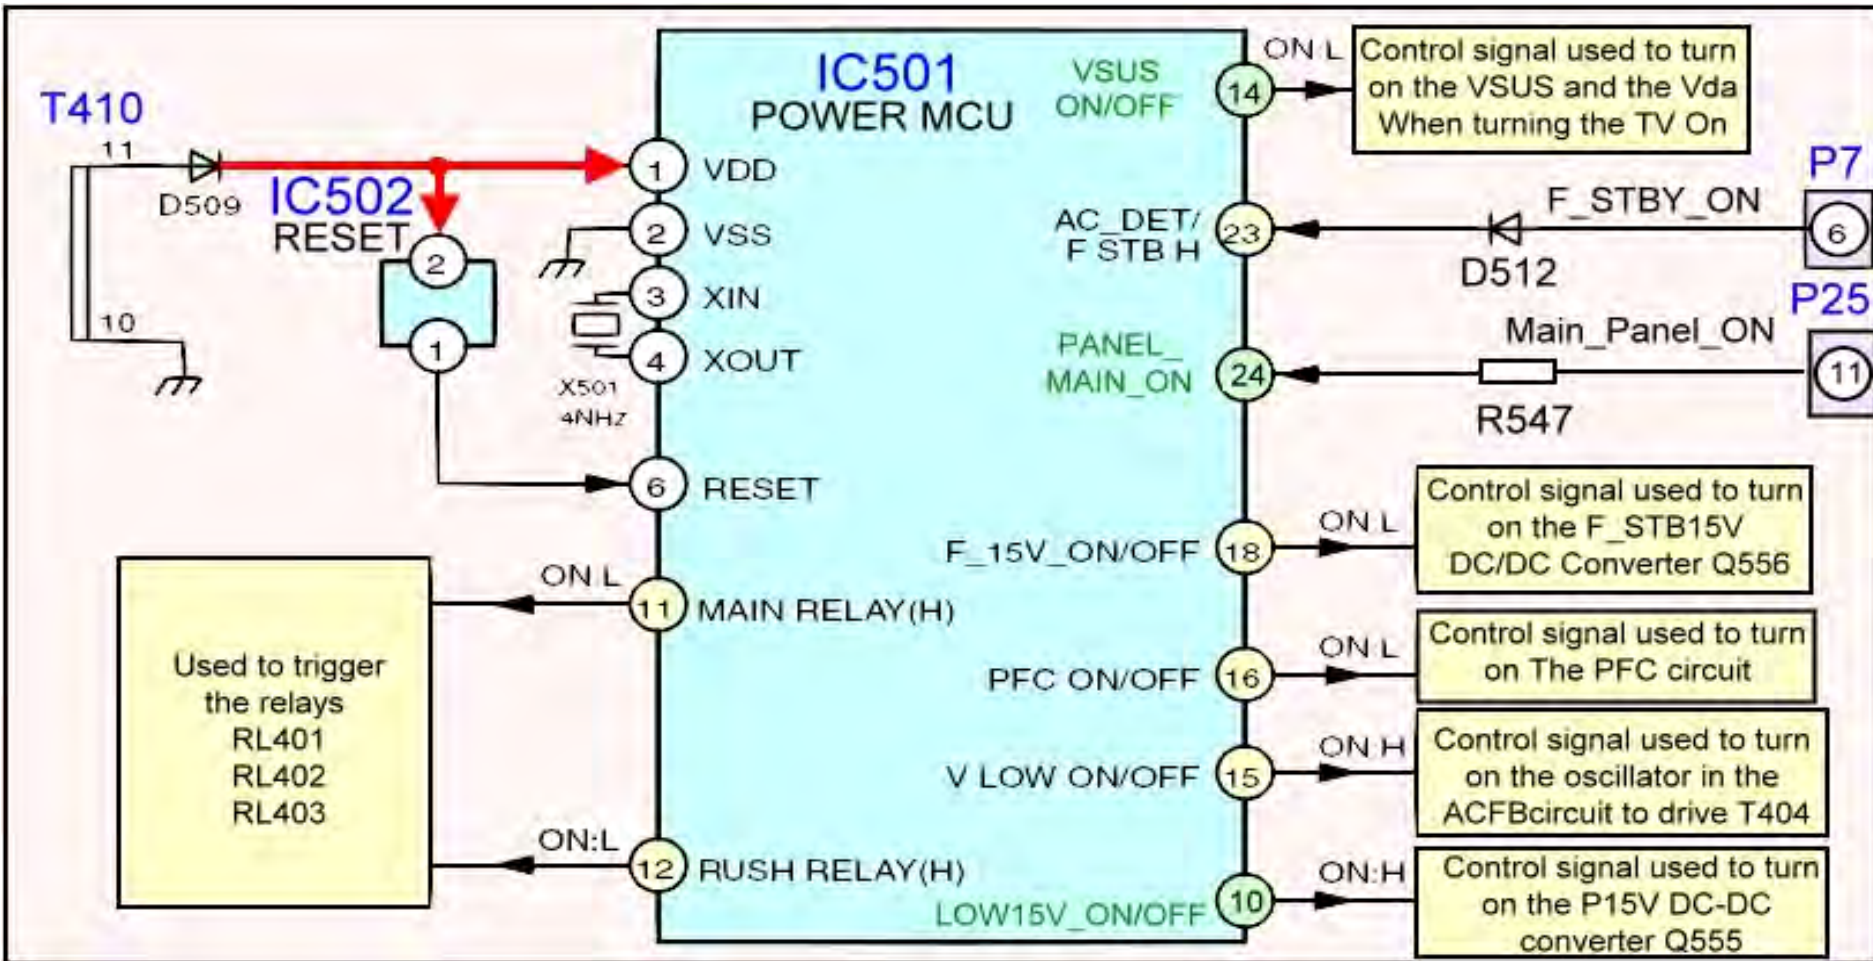 T410
11
D509
10
IC502
RESET
2
1
IC501
POWER MCU
1 VDD
2 VSS
3 XIN
4 XOUT
X501
4NHZ
6 RESET
ON:L
11 MAIN RELAY(H)
Used to trigger
the relays
RL401
RL402
RL403
ON:L
12 RUSH RELAY(H)
VSUS
ON/OFF
14
ON:L
Control signal used to turn
on the VSUS and the Vda
When turning the TV On
AC_DET/
F STB H
23
D512
F_STBY_ON
P7
6
PANEL_
MAIN_ON
24
R547
Main_Panel_ON
P25
11
F_15V_ON/OFF 18
ON:L
Control signal used to turn
on the F_STB15V
DC/DC Converter Q556
PFC ON/OFF 16
ON:L
Control signal used to turn
on The PFC circuit
V LOW ON/OFF 15
ON:H
Control signal used to turn
on the oscillator in the
ACFBcircuit to drive T404
LOW15V_ON/OFF 10
ON:H
Control signal used to turn
on the P15V DC-DC
converter Q555